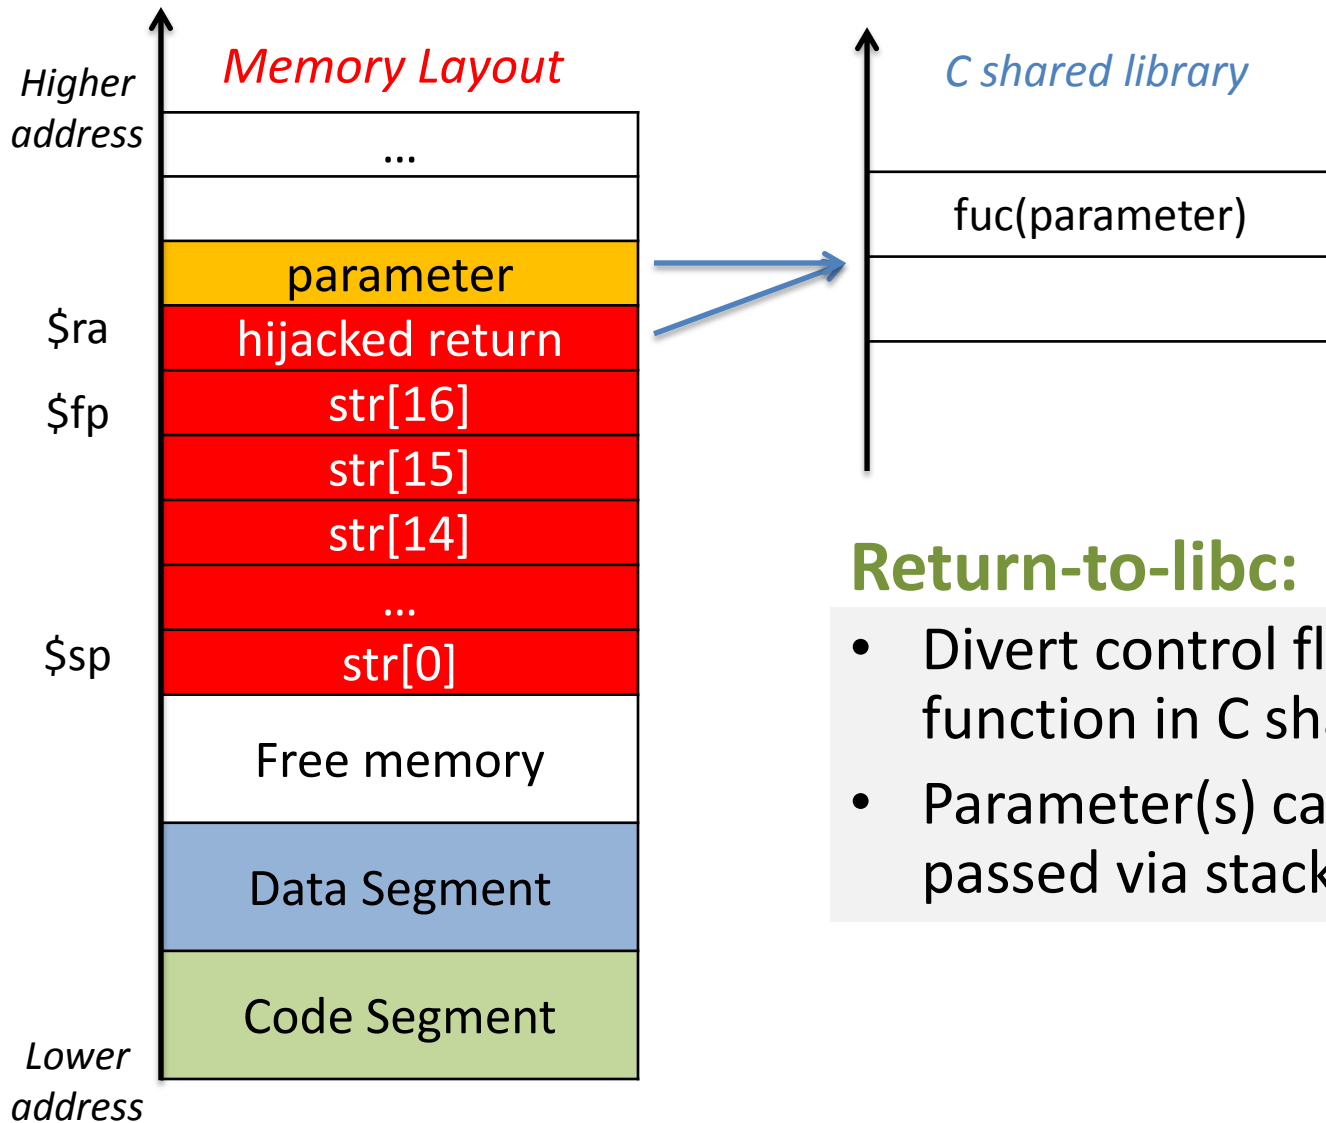 Memory Layout
Higher
address
…
parameter
$ra
hijacked return
$fp
str[16]
str[15]
str[14]
…
$sp
str[0]
Free memory
Data Segment
Code Segment
Lower
address
C shared library
fuc(parameter)
Return-to-libc:
• Divert control fl
function in C sh
• Parameter(s) ca
passed via stack